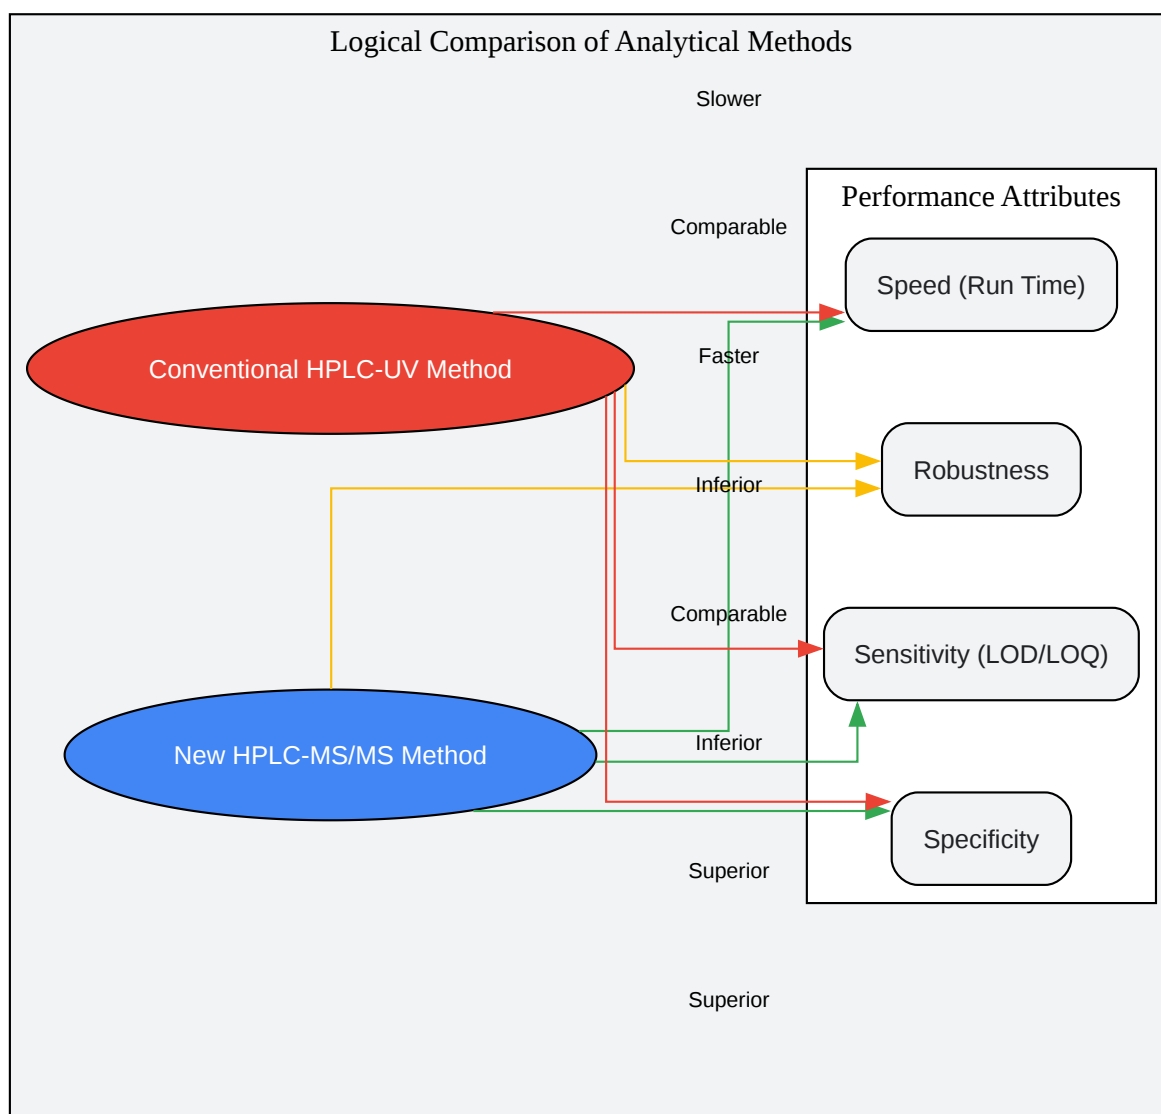 Logical Comparison of Analytical Methods
Slower
Performance Attributes
Comparable
Speed (Run Time)
Faster
Conventional HPLC-UV Method
Robustness
Inferior
Comparable
Sensitivity (LOD/LOQ)
Inferior
New HPLC-MS/MS Method
Specificity
Superior
Superior